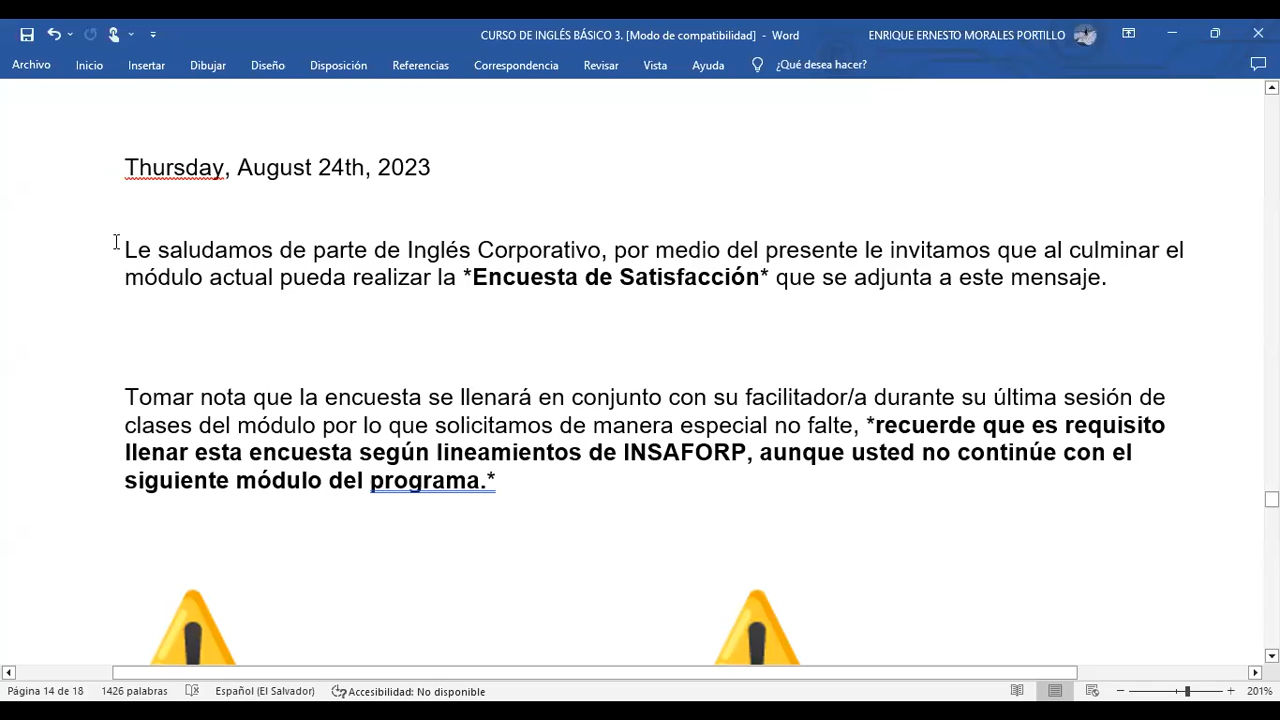 CURSO DE INGLÉS BÁSICO 3. [Modo de compatibilidad] - Word
ENRIQUE ERNESTO MORALES PORTILLO
Archivo Inicio Insertar Dibujar Diseño Disposición Referencias Correspondencia Revisar Vista Ayuda ¿Qué desea hacer?
Thursday, August 24th, 2023
Le saludamos de parte de Inglés Corporativo, por medio del presente le invitamos que al culminar el
módulo actual pueda realizar la *Encuesta de Satisfacción* que se adjunta a este mensaje.
Tomar nota que la encuesta se llenará en conjunto con su facilitador/a durante su última sesión de
clases del módulo por lo que solicitamos de manera especial no falte, *recuerde que es requisito
llenar esta encuesta según lineamientos de INSAFORP, aunque usted no continúe con el
siguiente módulo del programa.*
Página 14 de 18 1426 palabras Español (El Salvador) Accesibilidad: No disponible 201%